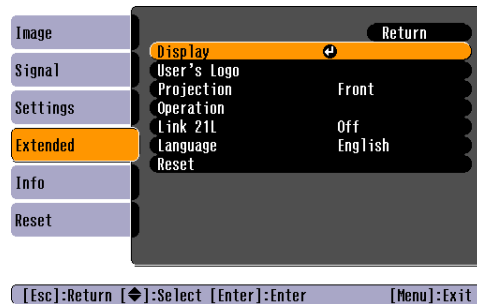 Image
Signal
Settings
Extended
Info
Reset
Return
Display
User's Logo
Projection Front
Operation
Link 21L Off
Language English
Reset
[Esc]:Return [◆]:Select [Enter]:Enter [Menu]:Exit